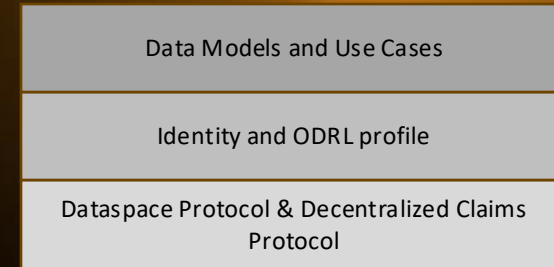 Data Models and Use Cases
Identity and ODRL profile
Dataspace Protocol & Decentralized Claims
Protocol